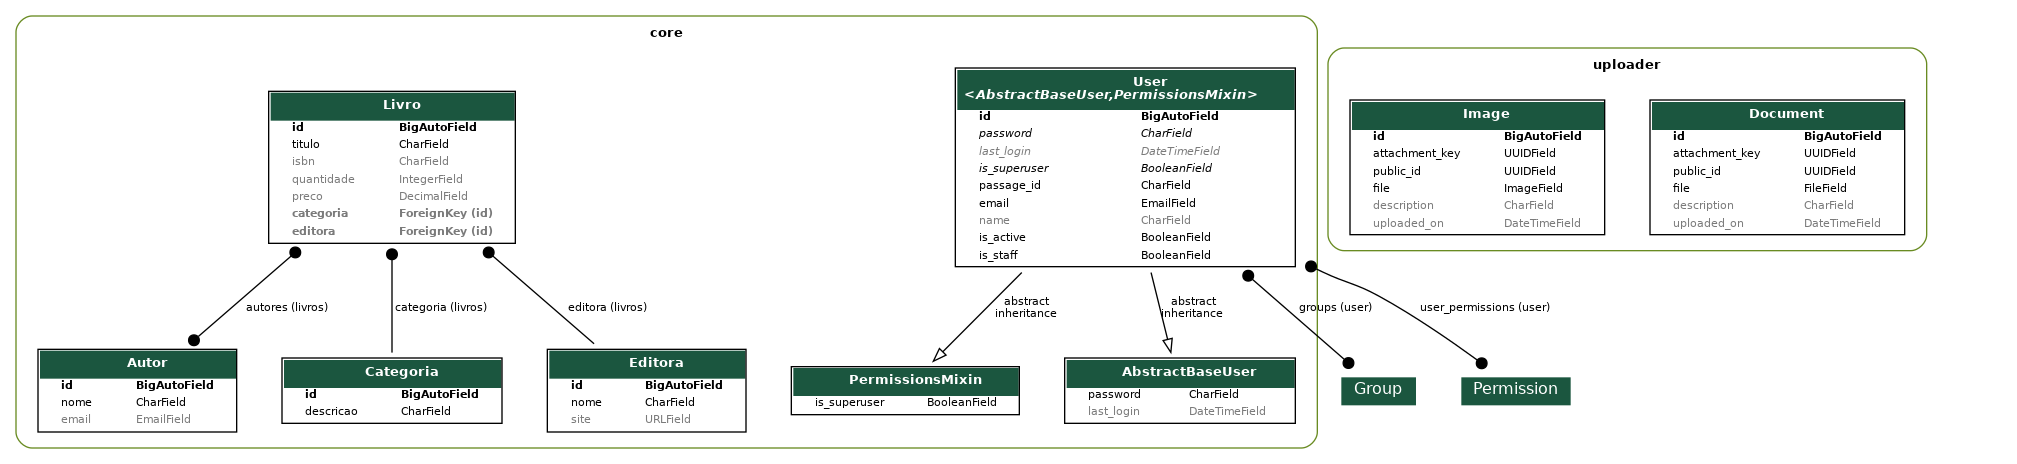 core
Livro
id BigAutoField
titulo CharField
isbn CharField
quantidade IntegerField
preco DecimalField
categoria ForeignKey (id)
editora ForeignKey (id)
User
<AbstractBaseUser,PermissionsMixin>
id BigAutoField
password CharField
last_login DateTimeField
is_superuser BooleanField
passage_id CharField
email EmailField
name CharField
is_active BooleanField
is_staff BooleanField
uploader
Image
id BigAutoField
attachment_key UUIDField
public_id UUIDField
file ImageField
description CharField
uploaded_on DateTimeField
Document
id BigAutoField
attachment_key UUIDField
public_id UUIDField
file FileField
description CharField
uploaded_on DateTimeField
autores (livros)
categoria (livros)
editora (livros)
abstract
inheritance
abstract
inheritance
groups (user)
user_permissions (user)
Autor
id BigAutoField
nome CharField
email EmailField
Categoria
id BigAutoField
descricao CharField
Editora
id BigAutoField
nome CharField
site URLField
PermissionsMixin
is_superuser BooleanField
AbstractBaseUser
password CharField
last_login DateTimeField
Group
Permission